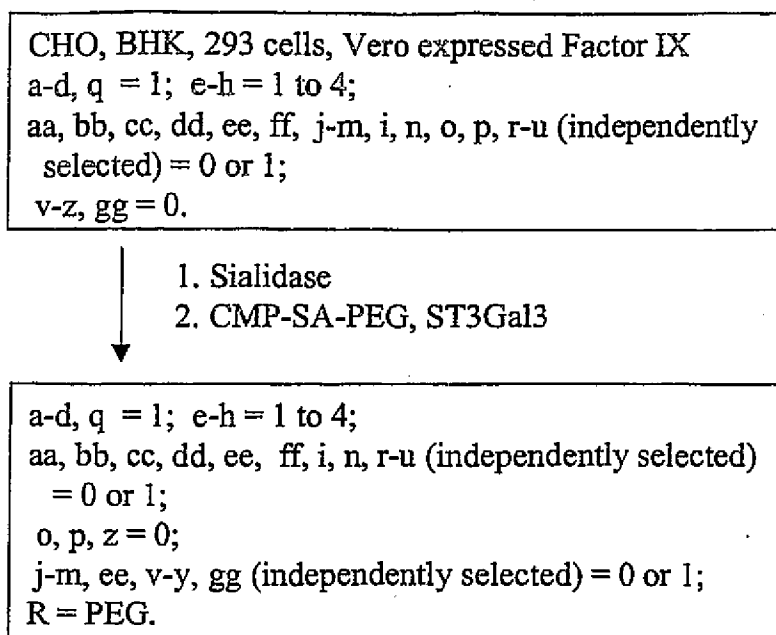 CHO, BHK, 293 cells, Vero expressed Factor IX
a-d, q = 1; e-h = 1 to 4;
aa, bb, cc, dd, ee, ff, j-m, i, n, o, p, r-u (independently
selected) = 0 or 1;
v-z, gg = 0.
1. Sialidase
2. CMP-SA-PEG, ST3Gal3
a-d, q = 1; e-h = 1 to 4;
aa, bb, cc, dd, ee, ff, i, n, r-u (independently selected)
= 0 or 1;
o, p, z = 0;
j-m, ee, v-y, gg (independently selected) = 0 or 1;
R = PEG.